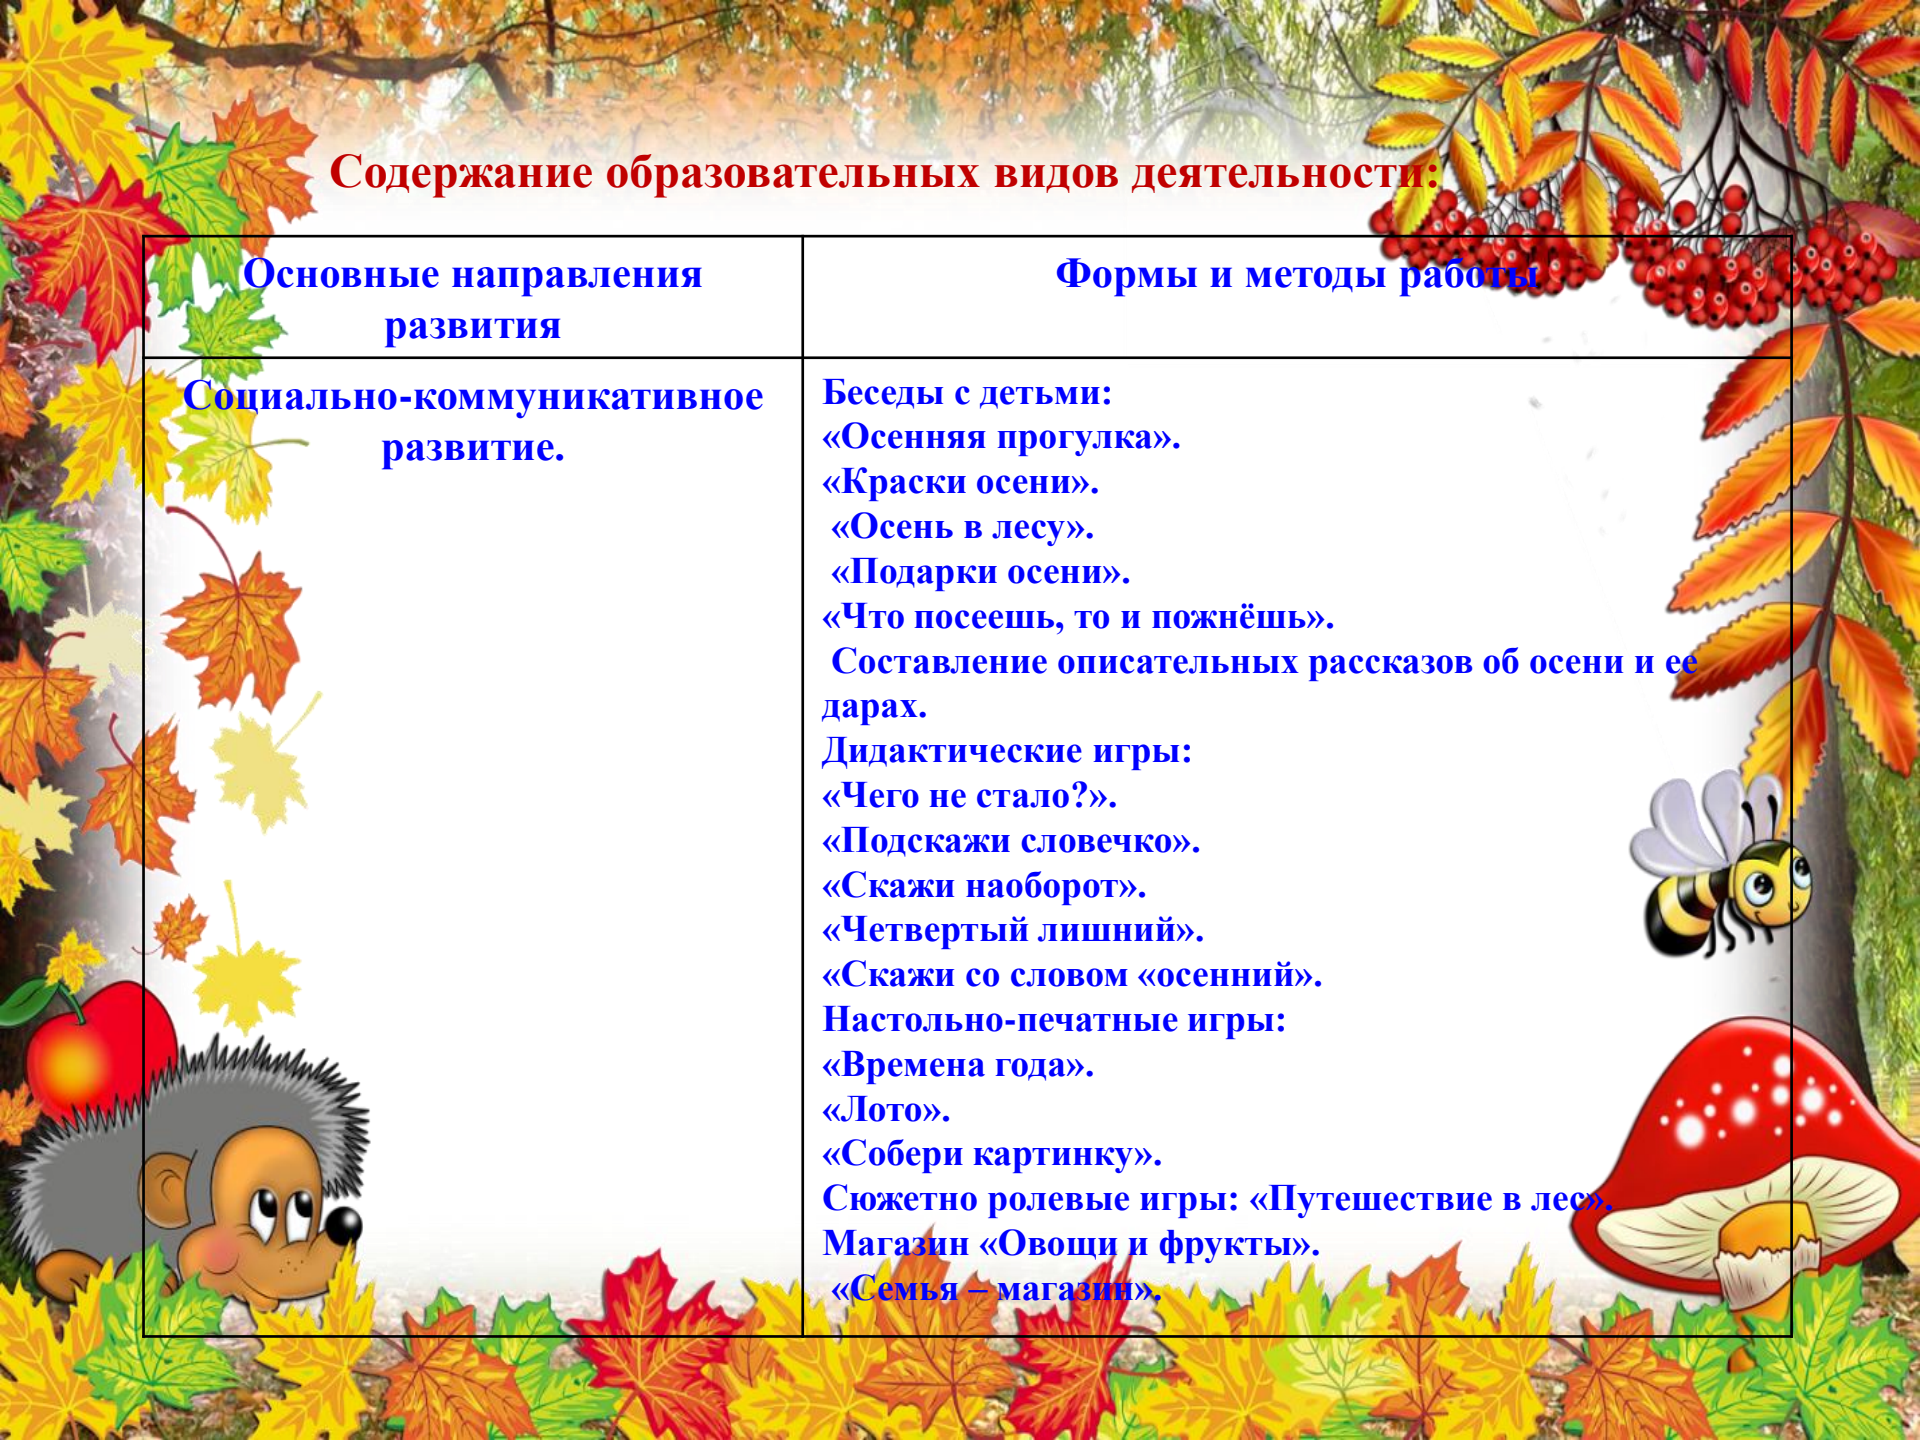 Содержание образовательных видов деятельности:
Основные направления
развития
Формы и методы работы
Социально-коммуникативное
развитие.
Беседы с детьми:
«Осенняя прогулка».
«Краски осени».
«Осень в лесу».
«Подарки осени».
«Что посеешь, то и пожнёшь».
Составление описательных рассказов об осени и ее
дарах.
Дидактические игры:
«Чего не стало?».
«Подскажи словечко».
«Скажи наоборот».
«Четвертый лишний».
«Скажи со словом «осенний».
Настольно-печатные игры:
«Времена года».
«Лото».
«Собери картинку».
Сюжетно ролевые игры: «Путешествие в лес».
Магазин «Овощи и фрукты».
«Семья – магазин».